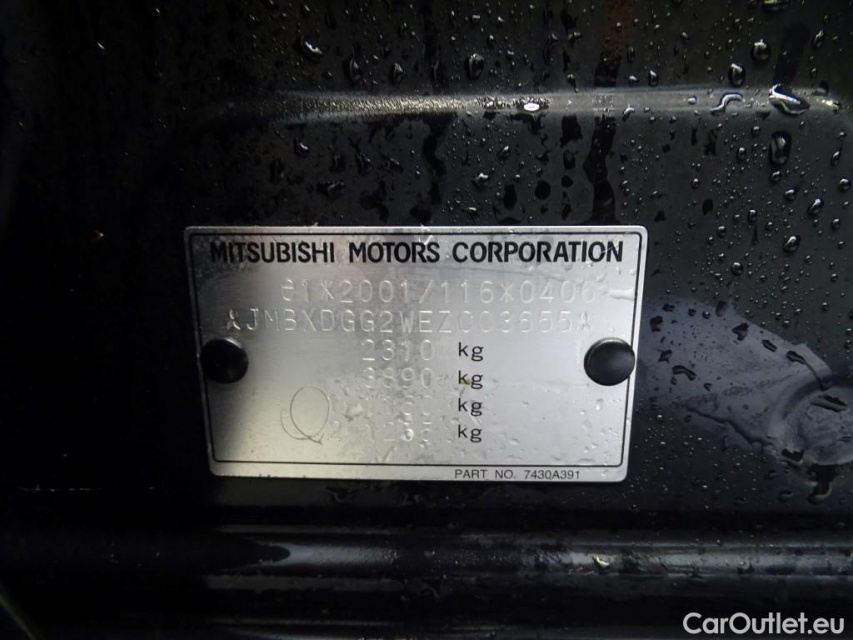 MITSUBISHI MOTORS CORPORATION
e1*2001/116*0406
*JMBXDGG2WEZ003655*
2310 kg
3890 kg
kg
kg
PART NO. 7430A391
CarOutlet.eu